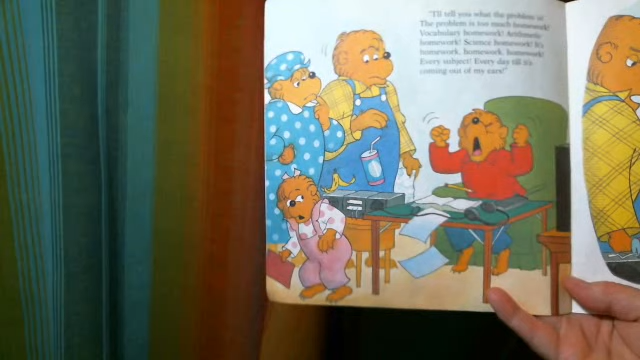 "I'll tell you what the problem is!
The problem is too much homework!
Vocabulary homework! Arithmetic
homework! Science homework! It's
homework, homework, homework!
Every subject! Every day till it's
coming out of my ears!"